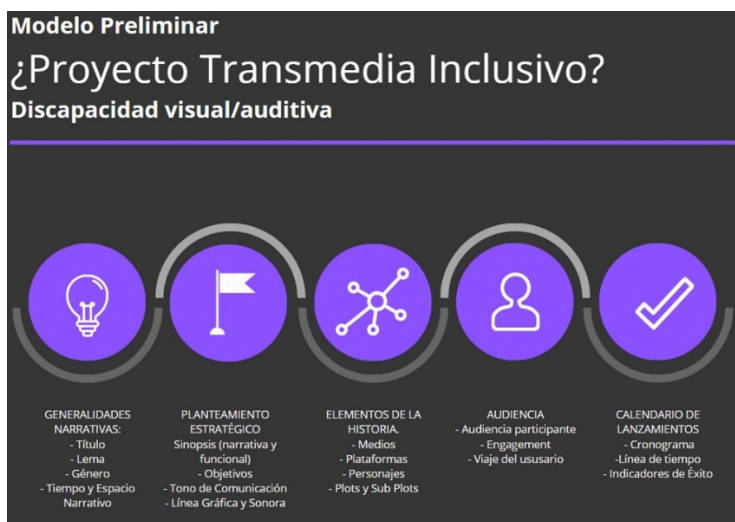 Modelo Preliminar
¿Proyecto Transmedia Inclusivo?
Discapacidad visual/auditiva
GENERALIDADES
NARRATIVAS:
- Título
- Lema
- Género
- Tiempo y Espacio
Narrativo
PLANTEAMIENTO
ESTRATÉGICO
Sinopsis (narrativa y
funcional)
- Objetivos
- Tono de Comunicación
- Línea Gráfica y Sonora
ELEMENTOS DE LA
HISTORIA.
- Medios
- Plataformas
- Personajes
- Plots y Sub Plots
AUDIENCIA
- Audiencia participante
- Engagement
- Viaje del ususario
CALENDARIO DE
LANZAMIENTOS
- Cronograma
-Línea de tiempo
- Indicadores de Éxito